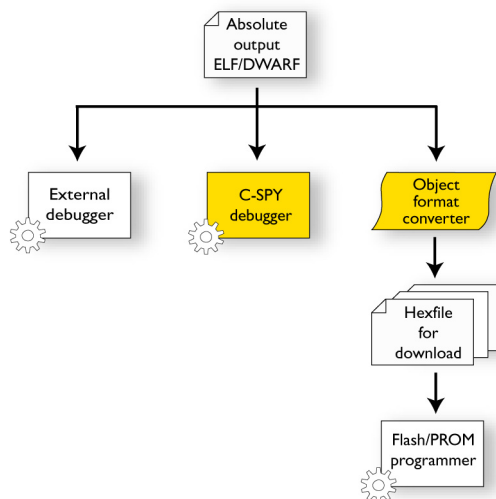 Absolute
output
ELF/DWARF
External
debugger
C-SPY
debugger
Object
format
converter
Hexfile
for
download
Flash/PROM
programmer